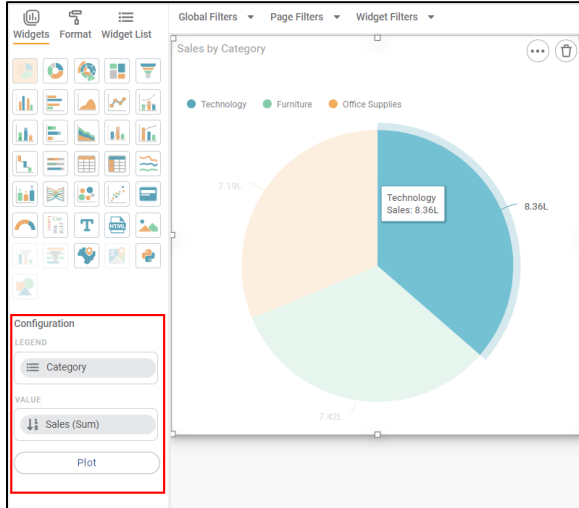 Widgets Format Widget List
Global Filters Page Filters Widget Filters
Sales by Category
Technology Furniture Office Supplies
7.19L
Technology
Sales: 8.36L
8.36L
7.42L
T
HTML
Configuration
LEGEND
Category
VALUE
Sales (Sum)
Plot